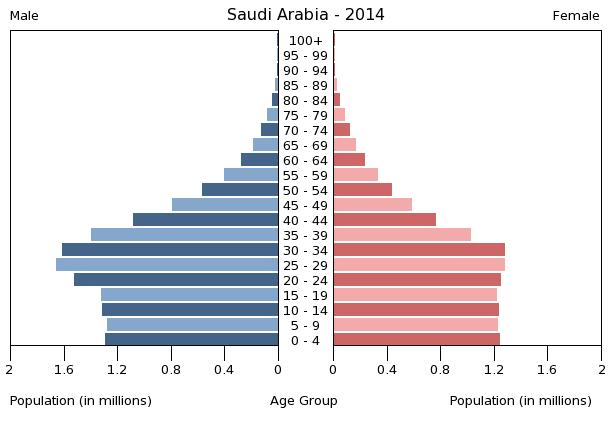 Male Saudi Arabia - 2014 Female
100+
95 - 99
90 - 94
85 - 89
80 - 84
75 - 79
70 - 74
65 - 69
60 - 64
55 - 59
50 - 54
45 - 49
40 - 44
35 - 39
30 - 34
25 - 29
20 - 24
15 - 19
10 - 14
5 - 9
0 - 4
2 1.6 1.2 0.8 0.4 0 0 0.4 0.8 1.2 1.6 2
Population (in millions) Age Group Population (in millions)